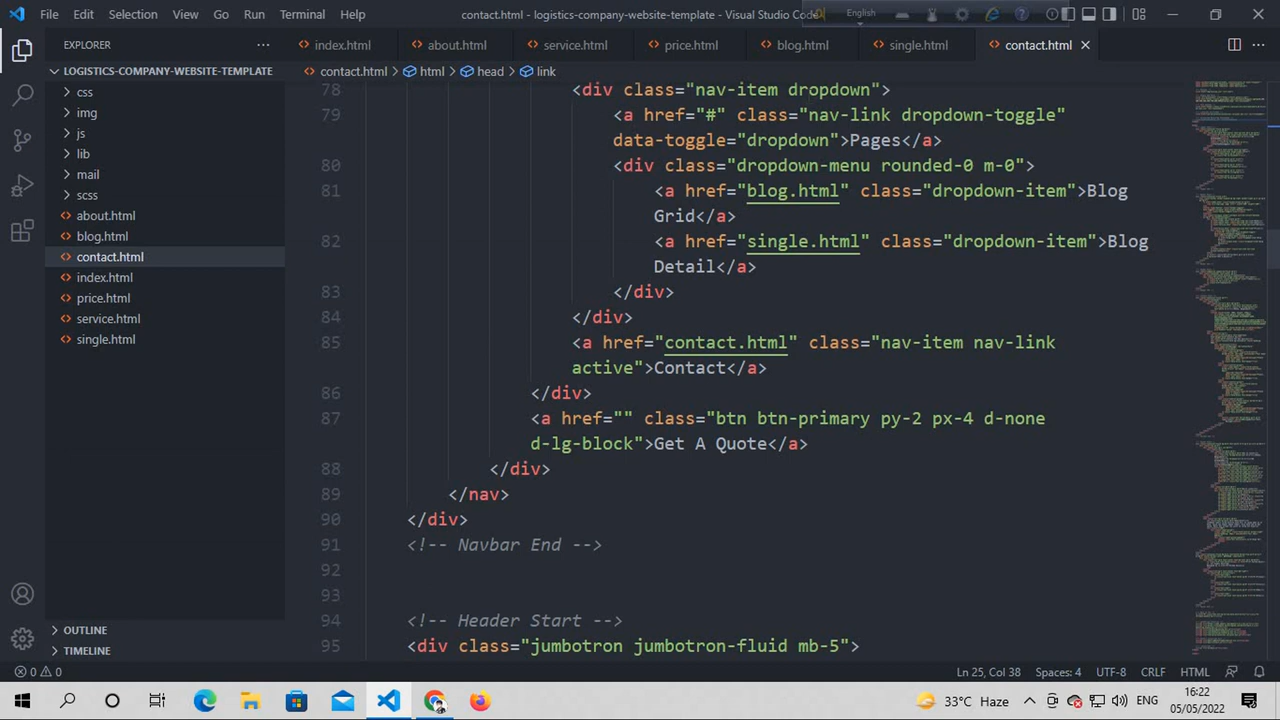 File Edit Selection View Go Run Terminal Help
contact.html - logistics-company-website-template - Visual Studio Code
English
EXPLORER
index.html about.html service.html price.html blog.html single.html contact.html
LOGISTICS-COMPANY-WEBSITE-TEMPLATE
contact.html > html > head > link
css
img
js
lib
mail
scss
about.html
blog.html
contact.html
index.html
price.html
service.html
single.html
78 <div class="nav-item dropdown">
79 <a href="#" class="nav-link dropdown-toggle"
data-toggle="dropdown">Pages</a>
80 <div class="dropdown-menu rounded-0 m-0">
81 <a href="blog.html" class="dropdown-item">Blog
Grid</a>
82 <a href="single.html" class="dropdown-item">Blog
Detail</a>
83 </div>
84 </div>
85 <a href="contact.html" class="nav-item nav-link
active">Contact</a>
86 </div>
87 <a href="" class="btn btn-primary py-2 px-4 d-none
d-lg-block">Get A Quote</a>
88 </div>
89 </nav>
90 </div>
91 <!-- Navbar End -->
92
93
94 <!-- Header Start -->
95 <div class="jumbotron jumbotron-fluid mb-5">
OUTLINE
TIMELINE
0 0
Ln 25, Col 38 Spaces: 4 UTF-8 CRLF HTML
33°C Haze
ENG
16:22
05/05/2022